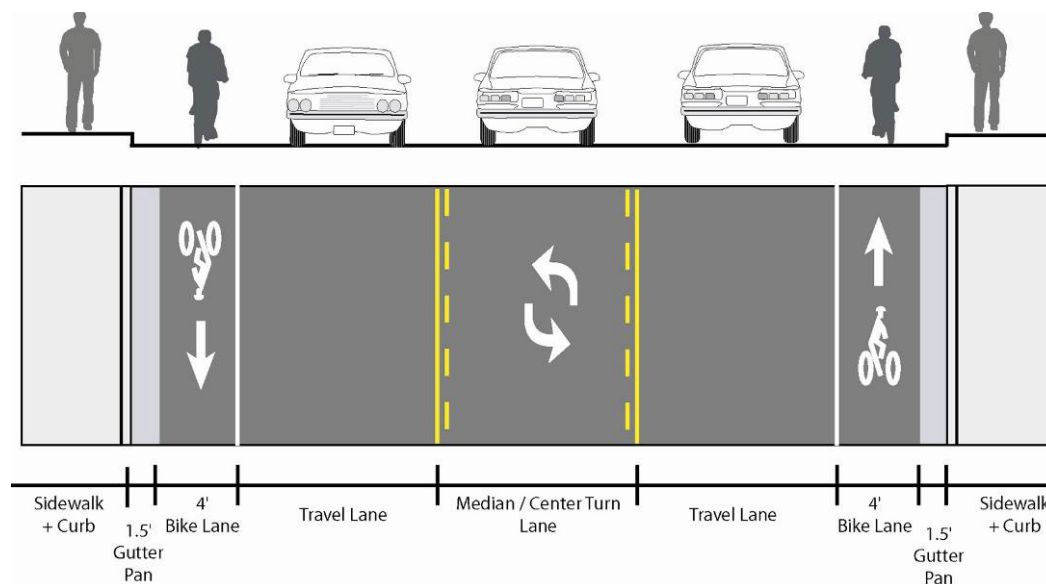 Sidewalk
+ Curb
1.5'
Gutter
Pan
4'
Bike Lane
Travel Lane
Median / Center Turn
Lane
Travel Lane
4'
Bike Lane
1.5'
Gutter
Pan
Sidewalk
+ Curb